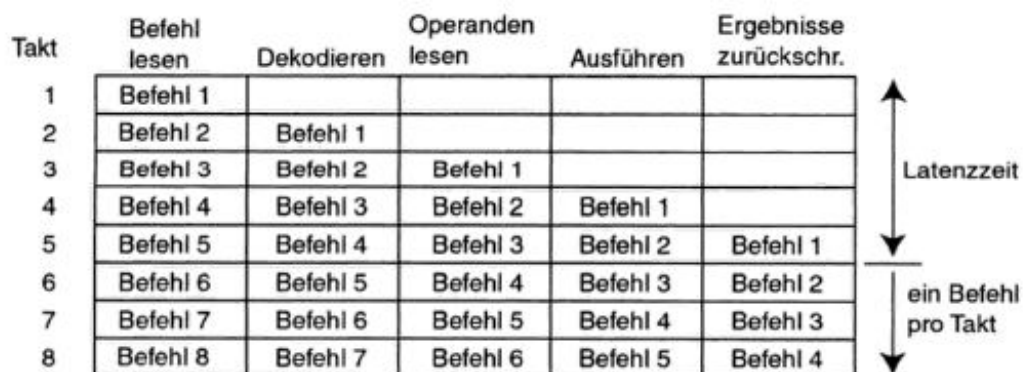 Takt Befehl lesen Dekodieren Operanden lesen Ausführen Ergebnisse zurückschr.
1 Befehl 1
2 Befehl 2 Befehl 1
3 Befehl 3 Befehl 2 Befehl 1
4 Befehl 4 Befehl 3 Befehl 2 Befehl 1
5 Befehl 5 Befehl 4 Befehl 3 Befehl 2 Befehl 1
6 Befehl 6 Befehl 5 Befehl 4 Befehl 3 Befehl 2
7 Befehl 7 Befehl 6 Befehl 5 Befehl 4 Befehl 3
8 Befehl 8 Befehl 7 Befehl 6 Befehl 5 Befehl 4
Latenzzeit
ein Befehl
pro Takt